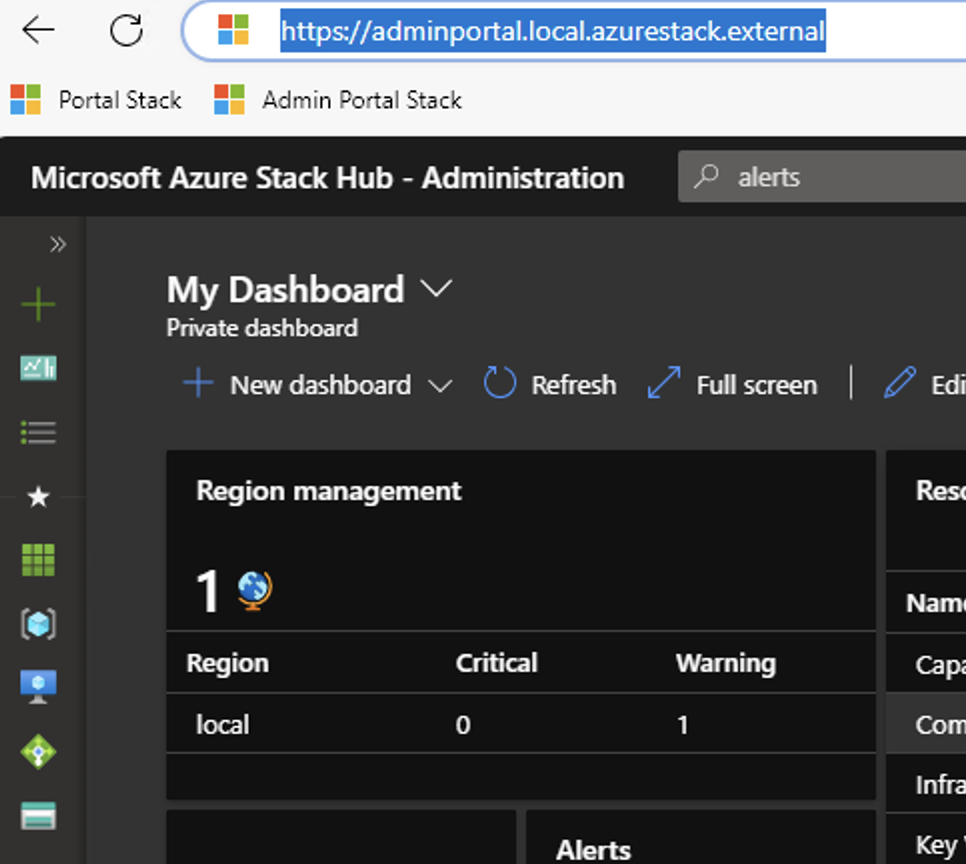 https://adminportal.local.azurestack.external
Portal Stack Admin Portal Stack
Microsoft Azure Stack Hub - Administration alerts
My Dashboard
Private dashboard
New dashboard Refresh Full screen Edi
Region management Reso
1
Name
Region Critical Warning
Capa
local 0 1
Com
Infra
Alerts
Key